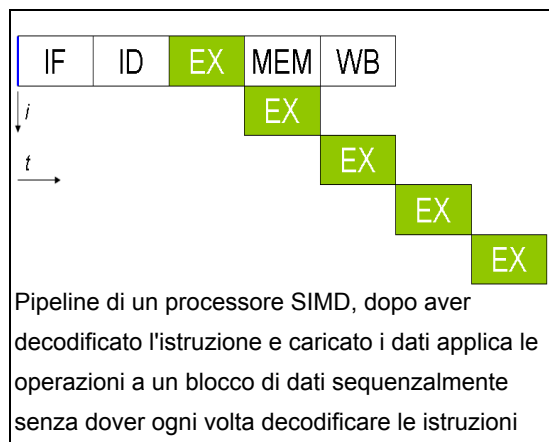 IF ID EX MEM WB
i EX
t EX
EX
EX
Pipeline di un processore SIMD, dopo aver
decodificato l'istruzione e caricato i dati applica le
operazioni a un blocco di dati sequenzalmente
senza dover ogni volta decodificare le istruzioni